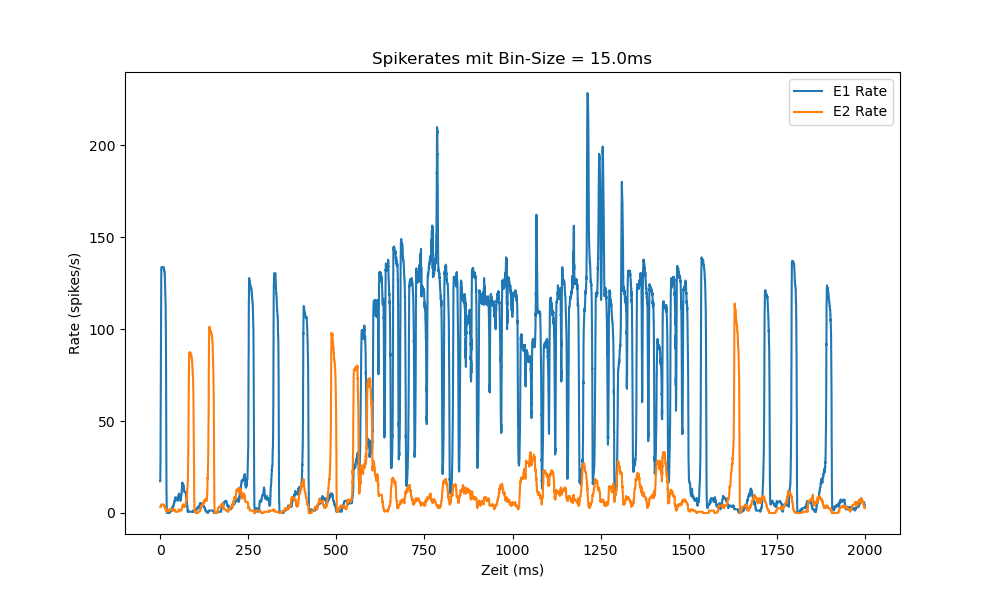 Spikerates mit Bin-Size = 15.0ms
E1 Rate
E2 Rate
Rate (spikes/s)
200
150
100
50
0
0 250 500 750 1000 1250 1500 1750 2000
Zeit (ms)